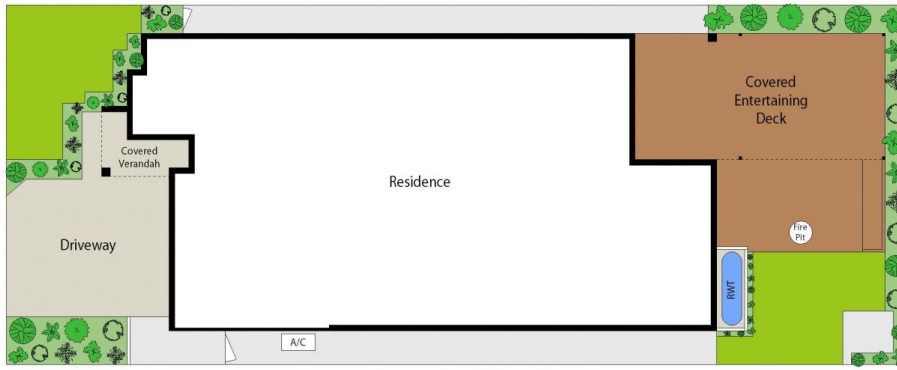 Covered
Entertaining
Deck
Covered
Verandah
Residence
Driveway
Fire
Pit
RWT
A/C